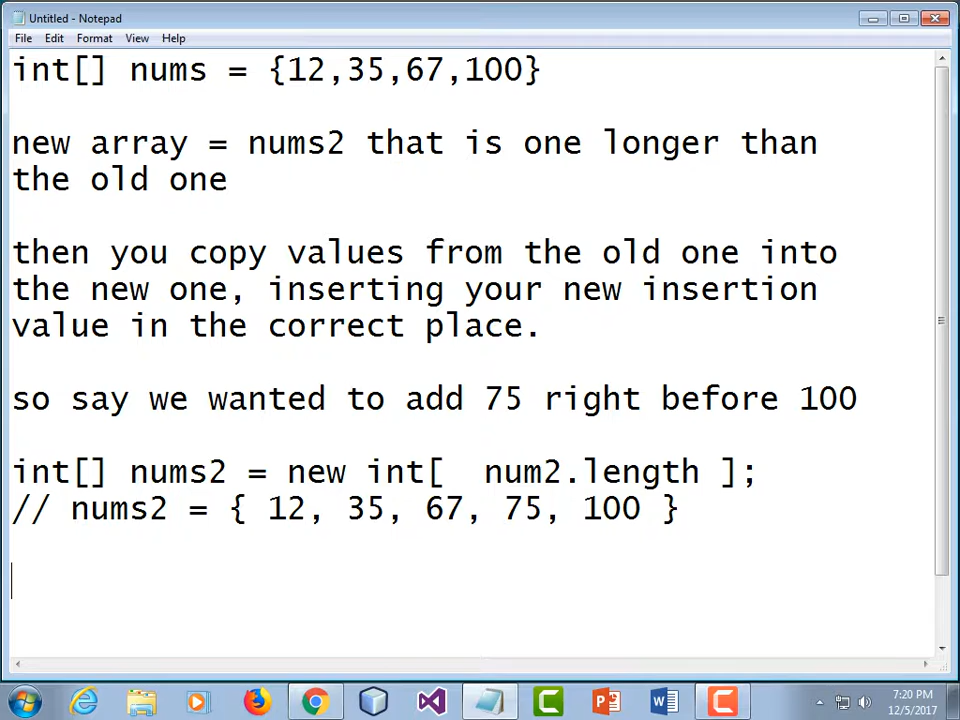 Untitled - Notepad
File Edit Format View Help
int[] nums = {12,35,67,100}
new array = nums2 that is one longer than
the old one
then you copy values from the old one into
the new one, inserting your new insertion
value in the correct place.
so say we wanted to add 75 right before 100
int[] nums2 = new int[  num2.length ];
// nums2 = { 12, 35, 67, 75, 100 }
7:20 PM
12/5/2017